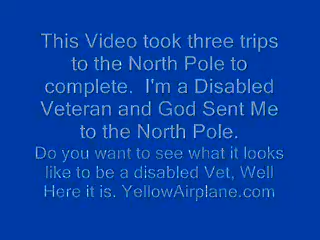 This Video took three trips
to the North Pole to
complete.  I'm a Disabled
Veteran and God Sent Me
to the North Pole.
Do you want to see what it looks
like to be a disabled Vet, Well
Here it is. YellowAirplane.com